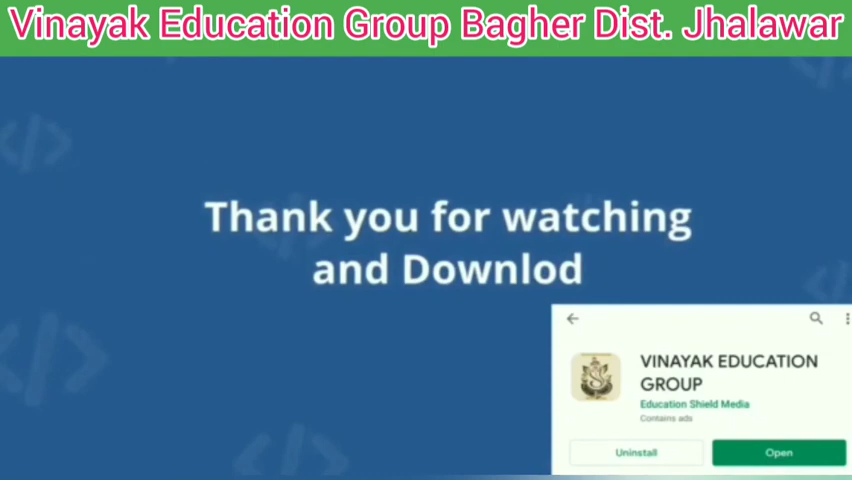 Vinayak Education Group Bagher Dist. Jhalawar
Thank you for watching
and Downlod
VINAYAK EDUCATION
GROUP
Education Shield Media
Contains ads
Uninstall
Open